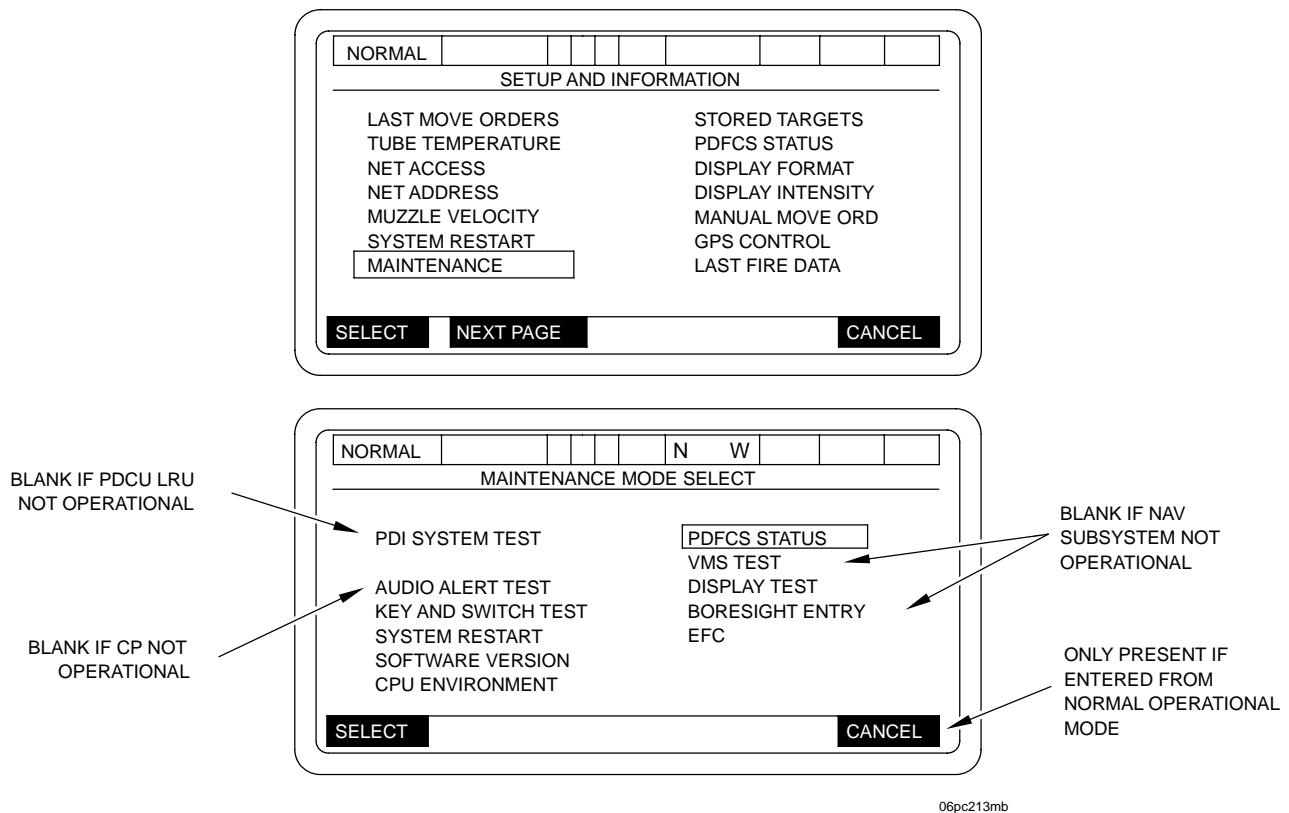 NORMAL
SETUP AND INFORMATION
LAST MOVE ORDERS
TUBE TEMPERATURE
NET ACCESS
NET ADDRESS
MUZZLE VELOCITY
SYSTEM RESTART
MAINTENANCE
STORED TARGETS
PDFCS STATUS
DISPLAY FORMAT
DISPLAY INTENSITY
MANUAL MOVE ORD
GPS CONTROL
LAST FIRE DATA
SELECT NEXT PAGE CANCEL
NORMAL N W
MAINTENANCE MODE SELECT
BLANK IF PDCU LRU
NOT OPERATIONAL
BLANK IF CP NOT
OPERATIONAL
PDI SYSTEM TEST
AUDIO ALERT TEST
KEY AND SWITCH TEST
SYSTEM RESTART
SOFTWARE VERSION
CPU ENVIRONMENT
PDFCS STATUS
VMS TEST
DISPLAY TEST
BORESIGHT ENTRY
EFC
BLANK IF NAV
SUBSYSTEM NOT
OPERATIONAL
ONLY PRESENT IF
ENTERED FROM
NORMAL OPERATIONAL
MODE
SELECT CANCEL
06pc213mb